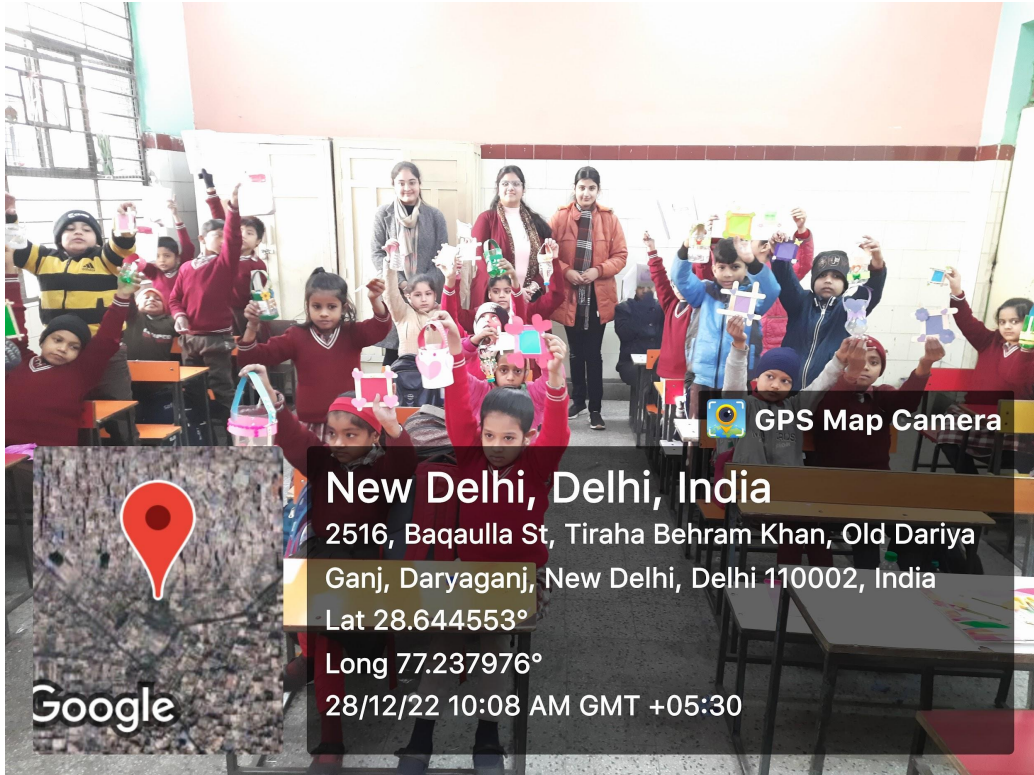 GPS Map Camera
New Delhi, Delhi, India
2516, Baqaulla St, Tiraha Behram Khan, Old Dariya
Ganj, Daryaganj, New Delhi, Delhi 110002, India
Lat 28.644553°
Long 77.237976°
28/12/22 10:08 AM GMT +05:30
Google